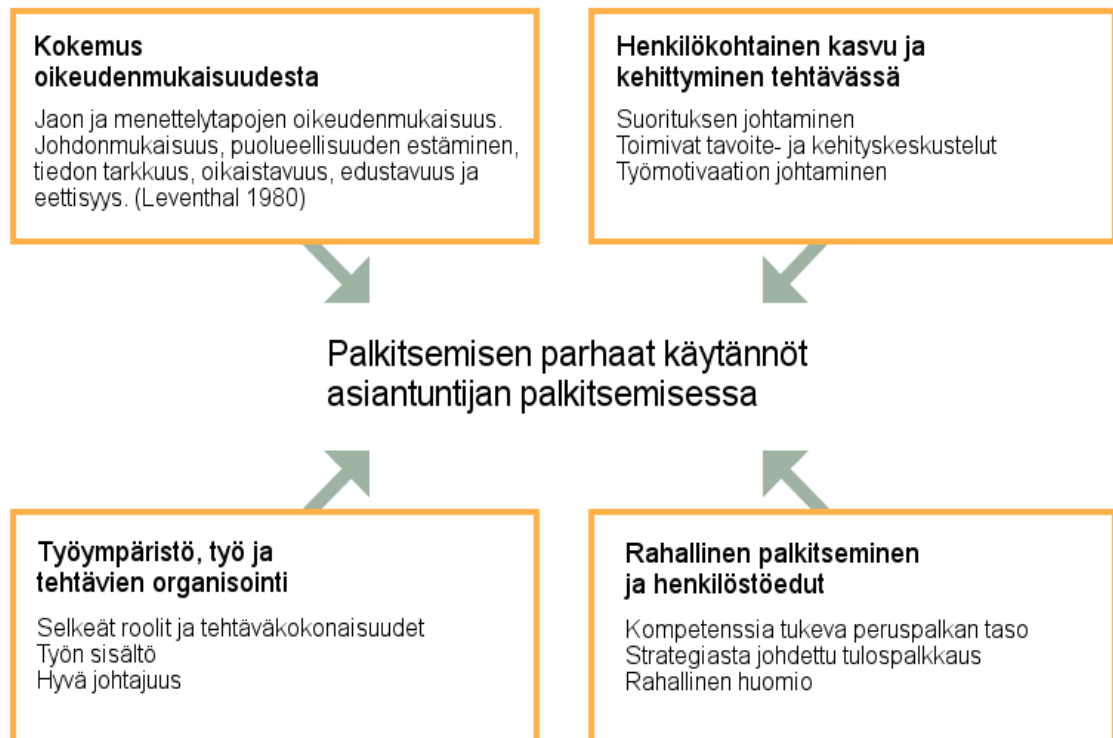 Kokemus
oikeudenmukaisuudesta
Jaon ja menettelytapojen oikeudenmukaisuus.
Johdonmukaisuus, puolueellisuuden estäminen,
tiedon tarkkuus, oikaistavuus, edustavuus ja
eettisyys. (Leventhal 1980)
Henkilökohtainen kasvu ja
kehittyminen tehtävässä
Suorituksen johtaminen
Toimivat tavoite- ja kehityskeskustelut
Työmotivaation johtaminen
Palkitsemisen parhaat käytännöt
asiantuntijan palkitsemisessa
Työympäristö, työ ja
tehtävien organisointi
Selkeät roolit ja tehtäväkokonaisuudet
Työn sisältö
Hyvä johtajuus
Rahallinen palkitseminen
ja henkilöstöedut
Kompetenssia tukeva peruspalkan taso
Strategiasta johdettu tulospalkkaus
Rahallinen huomio